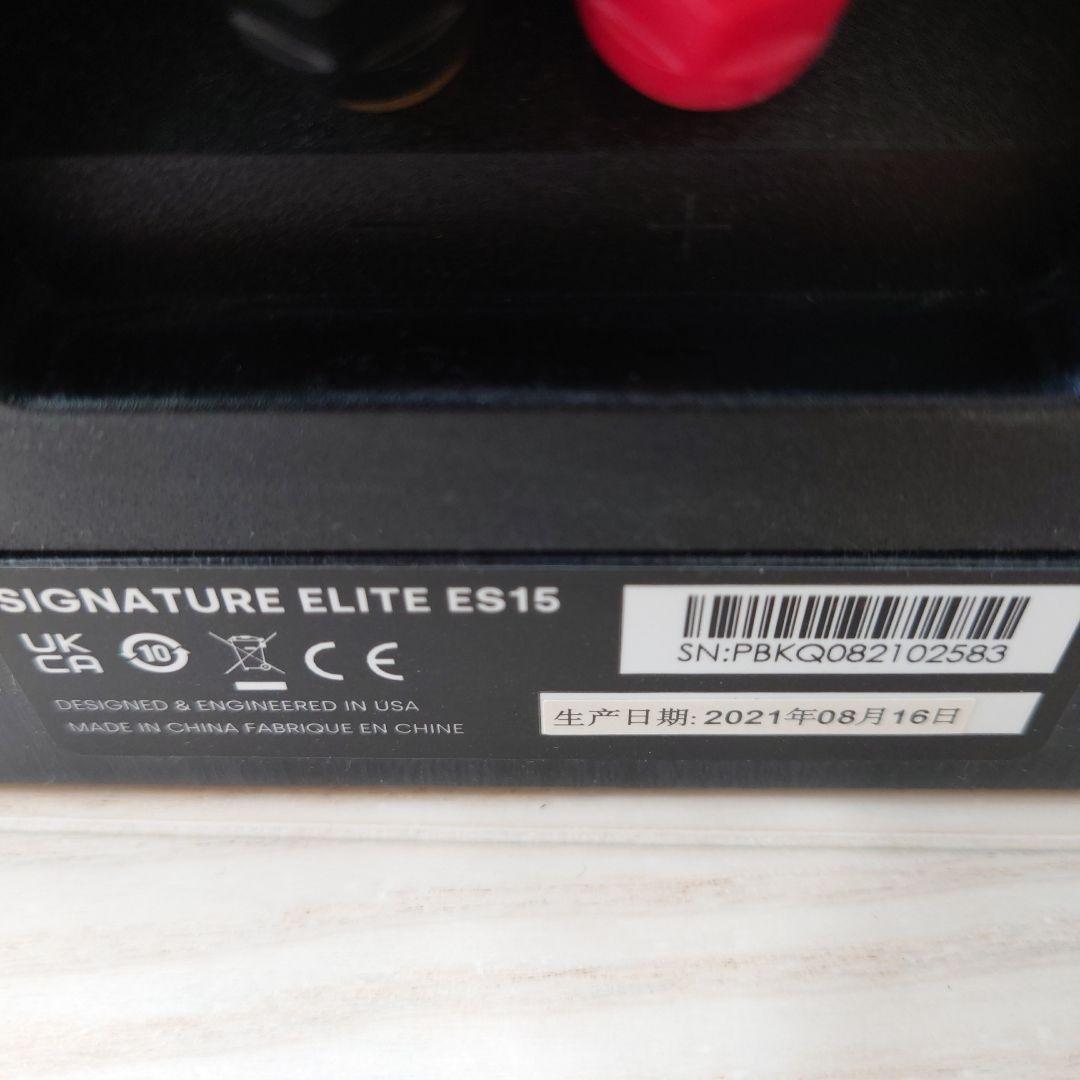 SIGNATURE ELITE ES15
UK
CA
10
CE
SN:PBKQ082102583
DESIGNED & ENGINEERED IN USA
MADE IN CHINA FABRIQUE EN CHINE
生产日期: 2021年08月16日